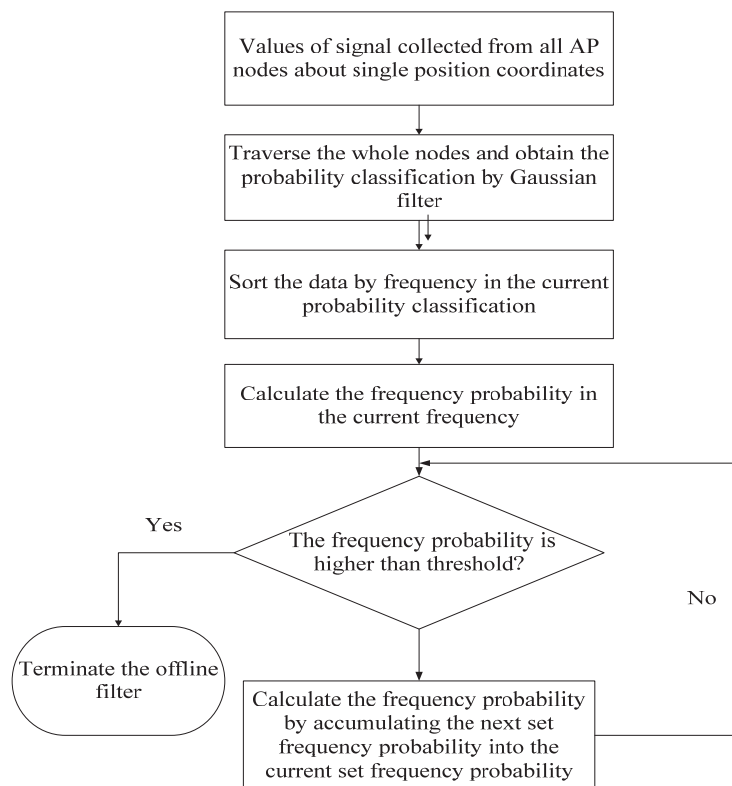 Values of signal collected from all AP
nodes about single position coordinates
Traverse the whole nodes and obtain the
probability classification by Gaussian
filter
Sort the data by frequency in the current
probability classification
Calculate the frequency probability in
the current frequency
Yes
The frequency probability is
higher than threshold?
No
Terminate the offline
filter
Calculate the frequency probability
by accumulating the next set
frequency probability into the
current set frequency probability